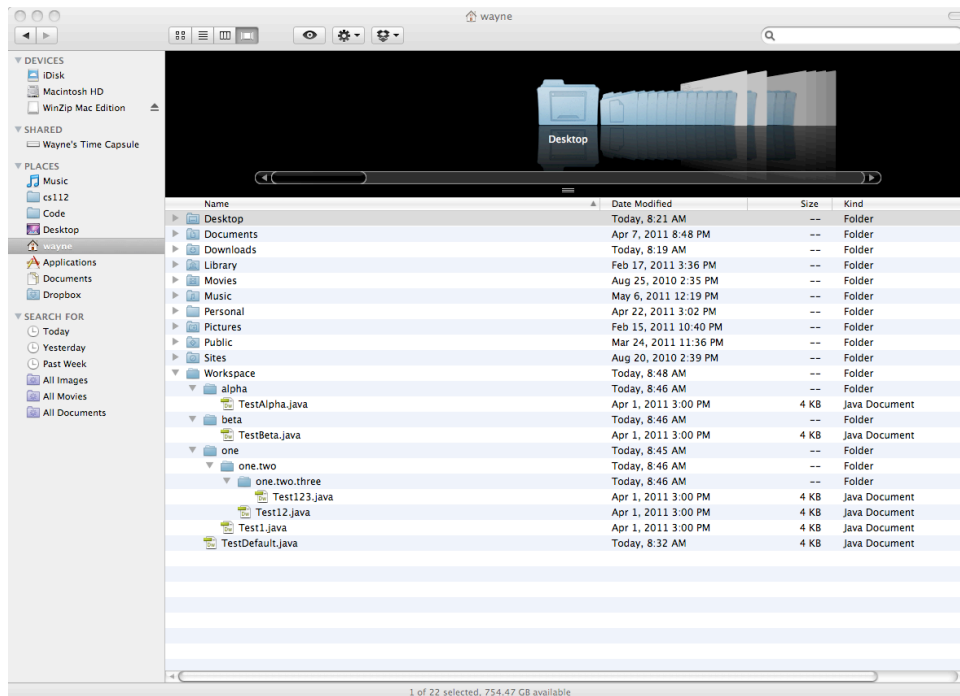 wayne
DEVICES
iDisk
Macintosh HD
WinZip Mac Edition
SHARED
Wayne's Time Capsule
PLACES
Music
cs112
Code
Desktop
wayne
Applications
Documents
Dropbox
SEARCH FOR
Today
Yesterday
Past Week
All Images
All Movies
All Documents
Desktop
Name Date Modified Size Kind
Desktop Today, 8:21 AM -- Folder
Documents Apr 7, 2011 8:48 PM -- Folder
Downloads Today, 8:19 AM -- Folder
Library Feb 17, 2011 3:36 PM -- Folder
Movies Aug 25, 2010 2:35 PM -- Folder
Music May 6, 2011 12:19 PM -- Folder
Personal Apr 22, 2011 3:02 PM -- Folder
Pictures Feb 15, 2011 10:40 PM -- Folder
Public Mar 24, 2011 11:36 PM -- Folder
Sites Aug 20, 2010 2:39 PM -- Folder
Workspace Today, 8:48 AM -- Folder
alpha Today, 8:46 AM -- Folder
TestAlpha.java Apr 1, 2011 3:00 PM 4 KB Java Document
beta Today, 8:46 AM -- Folder
TestBeta.java Apr 1, 2011 3:00 PM 4 KB Java Document
one Today, 8:45 AM -- Folder
one.two Today, 8:46 AM -- Folder
one.two.three Today, 8:46 AM -- Folder
Test123.java Apr 1, 2011 3:00 PM 4 KB Java Document
Test12.java Apr 1, 2011 3:00 PM 4 KB Java Document
Test1.java Apr 1, 2011 3:00 PM 4 KB Java Document
TestDefault.java Today, 8:32 AM 4 KB Java Document
1 of 22 selected, 754.47 GB available